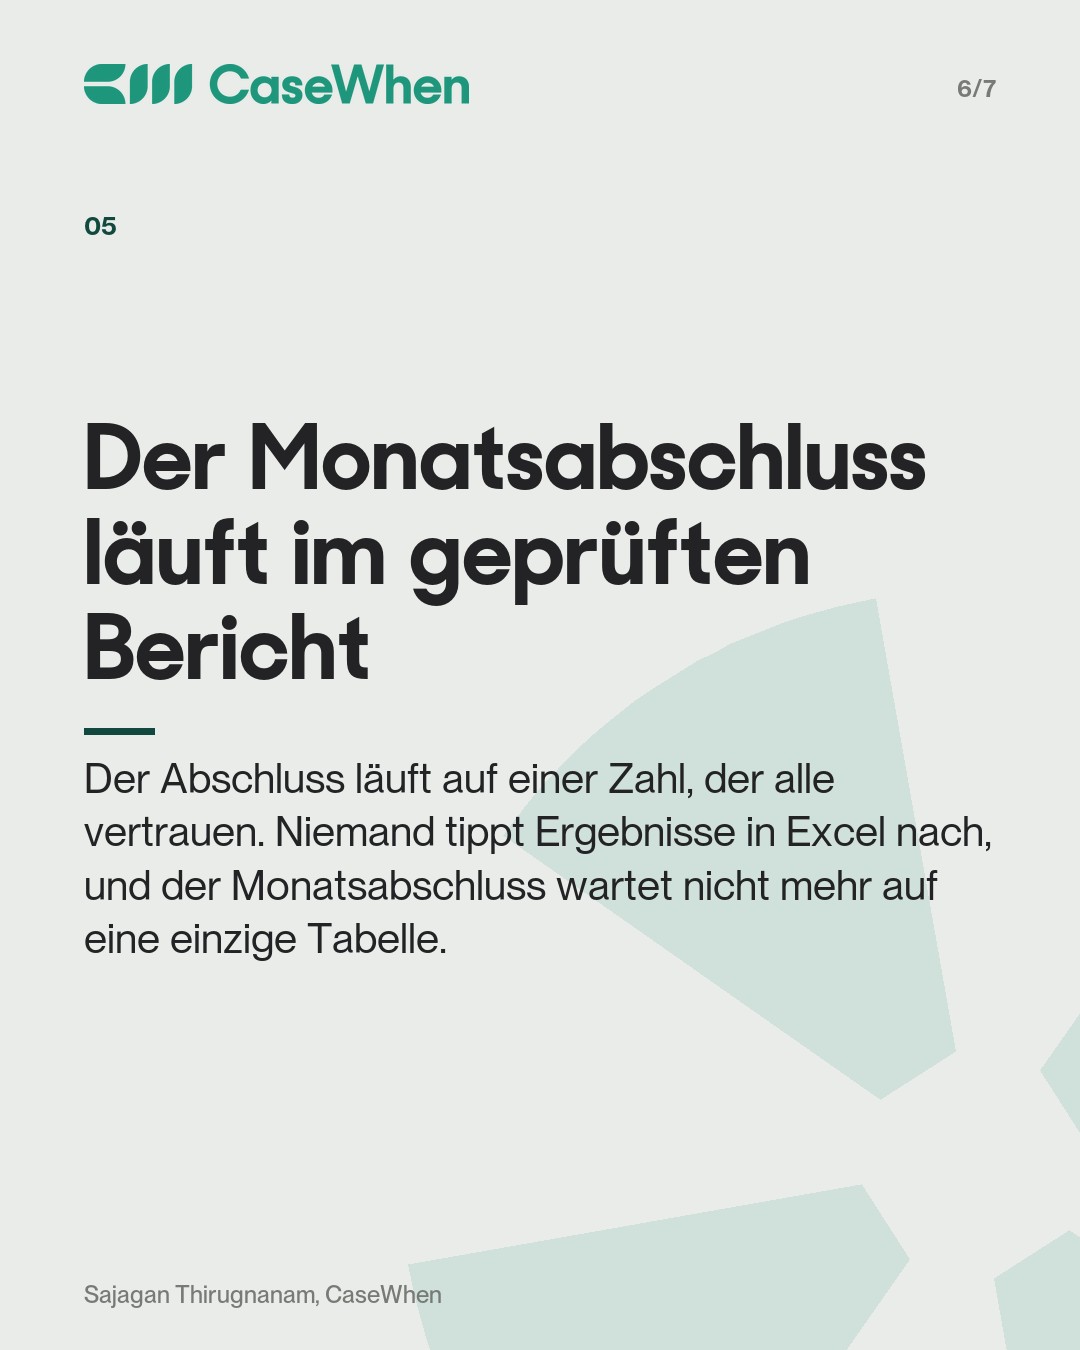 CaseWhen
6/7
05
Der Monatsabschluss
läuft im geprüften
Bericht
Der Abschluss läuft auf einer Zahl, der alle
vertrauen. Niemand tippt Ergebnisse in Excel nach,
und der Monatsabschluss wartet nicht mehr auf
eine einzige Tabelle.
Sajagan Thirugnanam, CaseWhen